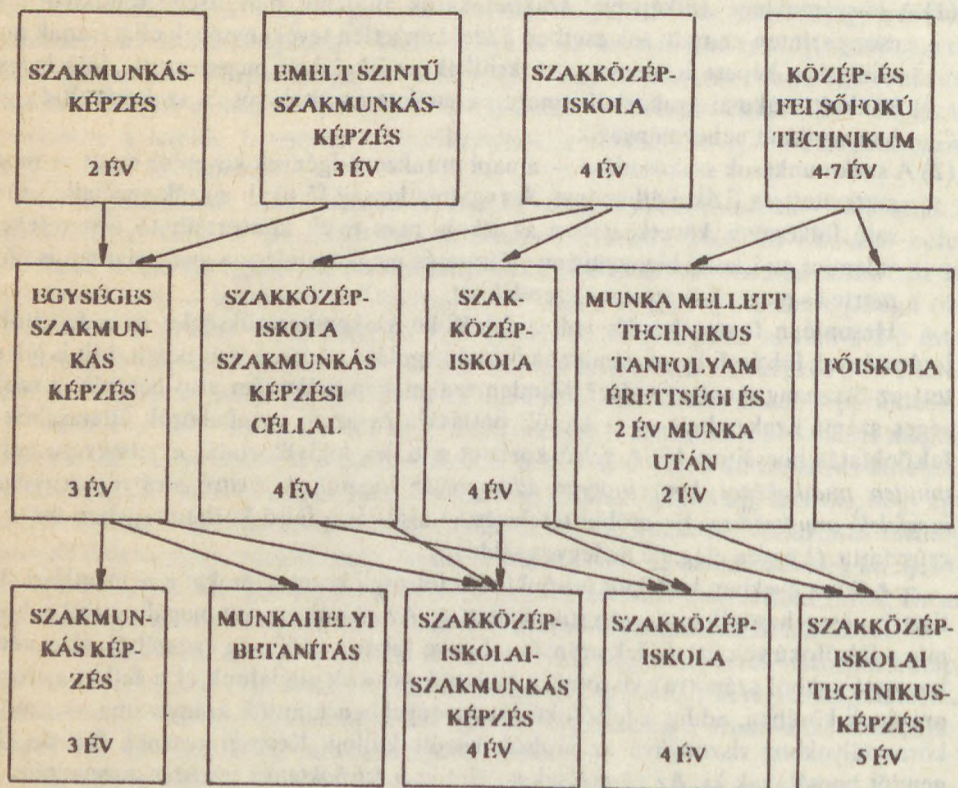 SZAKMUNKÁS-
KÉPZÉS
2 ÉV
EMELT SZINTŰ
SZAKMUNKÁS-
KÉPZÉS
3 ÉV
SZAKKÖZÉP-
ISKOLA
4 ÉV
KÖZÉP- ÉS
FELSŐFOKÚ
TECHNIKUM
4-7 ÉV
EGYSÉGES
SZAKMUN-
KÁS
KÉPZÉS
3 ÉV
SZAKKÖZÉP-
ISKOLA
SZAKMUNKÁS
KÉPZÉSI
CÉLLAL
4 ÉV
SZAK-
KÖZÉP-
ISKOLA
4 ÉV
MUNKA MELLETT
TECHNIKUS
TANFOLYAM
ÉRETTSÉGI ÉS
2 ÉV MUNKA
UTÁN
2 ÉV
FŐISKOLA
SZAKMUN-
KÁS KÉP-
ZÉS
3 ÉV
MUNKAHELYI
BETANÍTÁS
SZAKKÖZÉP-
ISKOLAI-
SZAKMUNKÁS
KÉPZÉS
4 ÉV
SZAKKÖZÉP-
ISKOLA
4 ÉV
SZAKKÖZÉP-
ISKOLAI
TECHNIKUS-
KÉPZÉS
5 ÉV